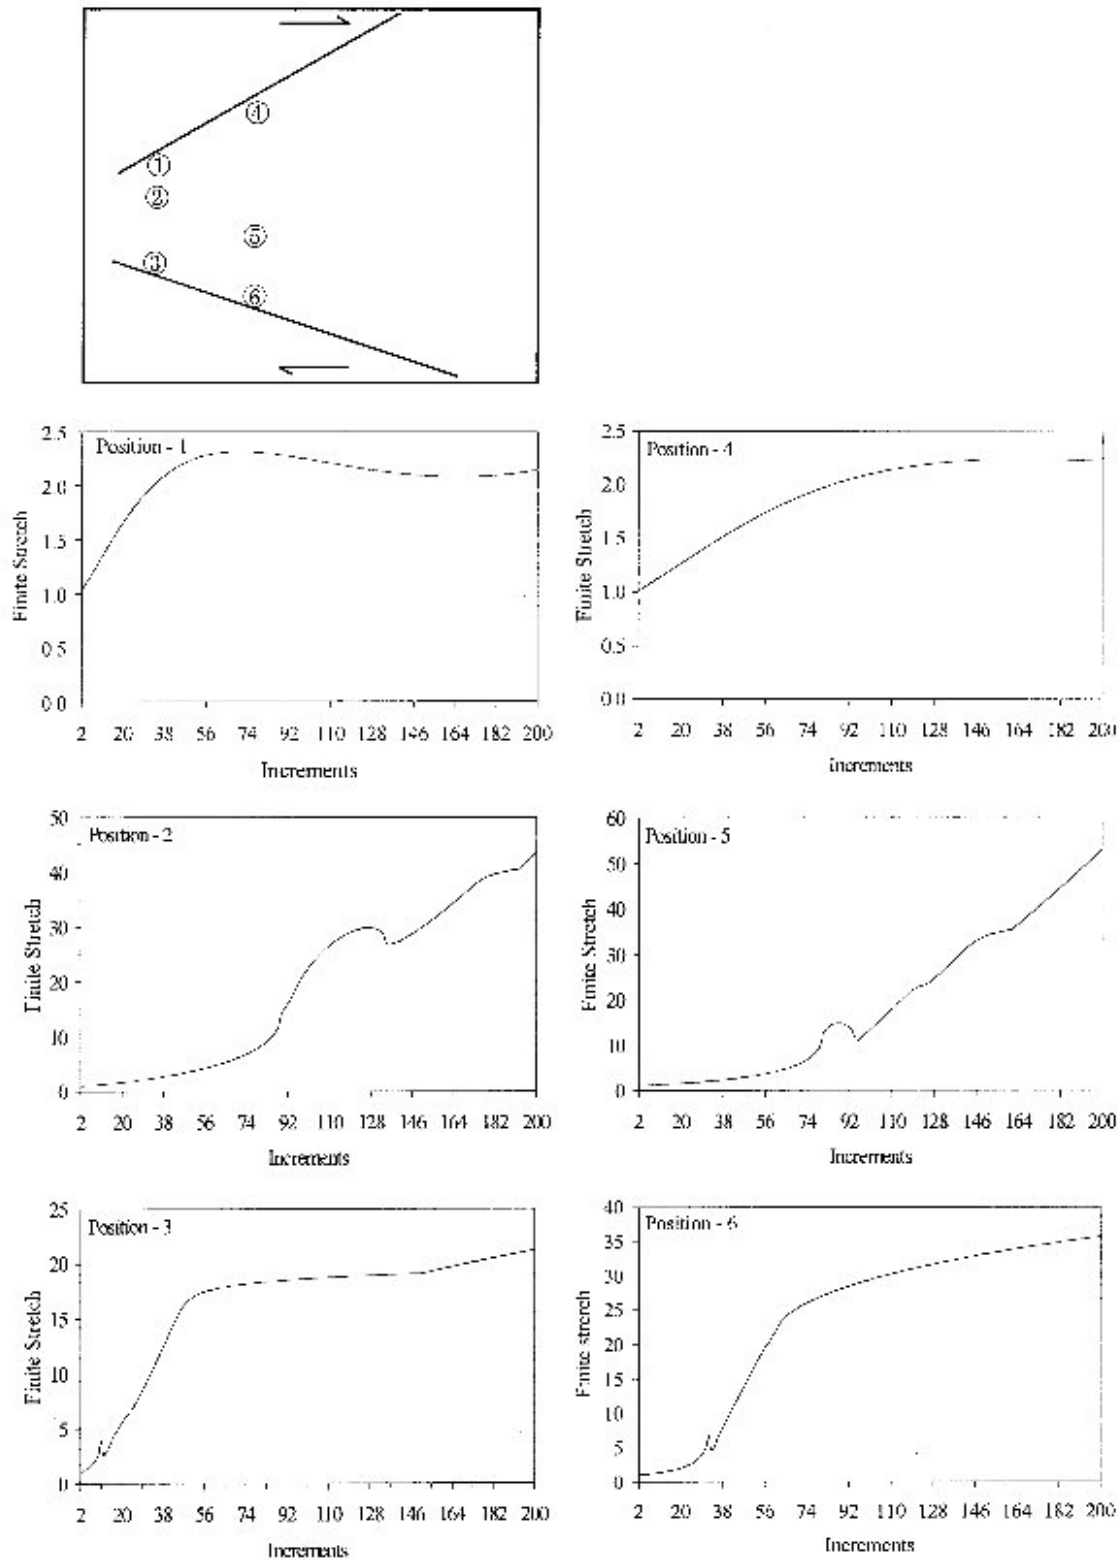 ④
①
②
⑤
③
⑥
Position - 1
2.5
2.0
1.5
1.0
0.5
0.0
Finite Stretch
2 20 38 56 74 92 110 128 146 164 182 200
Increments
Position - 4
2.5
2.0
1.5
1.0
0.5
0.0
Finite Stretch
2 20 38 56 74 92 110 128 146 164 182 200
Increments
Position - 2
50
40
30
20
10
0
Finite Stretch
2 20 38 56 74 92 110 128 146 164 182 200
Increments
Position - 5
60
50
40
30
20
10
0
Finite Stretch
2 20 38 56 74 92 110 128 146 164 182 200
Increments
Position - 3
25
20
15
10
5
0
Finite Stretch
2 20 38 56 74 92 110 128 146 164 182 200
Increments
Position - 6
40
35
30
25
20
15
10
5
0
Finite strerch
2 20 38 56 74 92 110 128 146 164 182 200
Increments